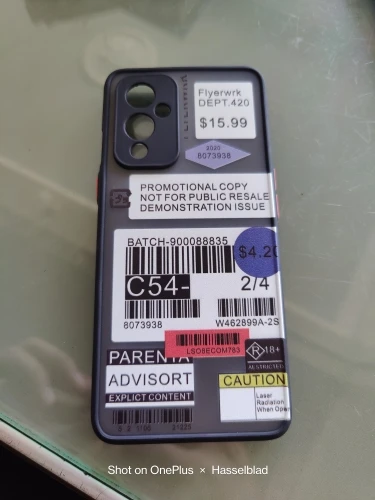 Flyerwrk
DEPT.420
$15.99
2020
8073938
PROMOTIONAL COPY
NOT FOR PUBLIC RESALE
DEMONSTRATION ISSUE
BATCH-900088835
$4.20
C54-
2/4
8073938
W462899A-2S
LSO5ECOM783
R 18+
RESTRICTED
PARENTA
ADVISORT
EXPLICT CONTENT
CAUTION
Laser
Radiation
When Open
Shot on OnePlus × Hasselblad